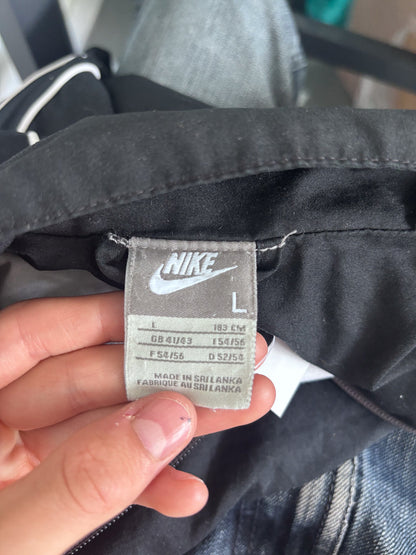 NIKE
L
L 183 CM
GB 41/43 I 54/56
F 54/56 D 52/54
MADE IN SRI LANKA
FABRIQUE AU SRI LANKA